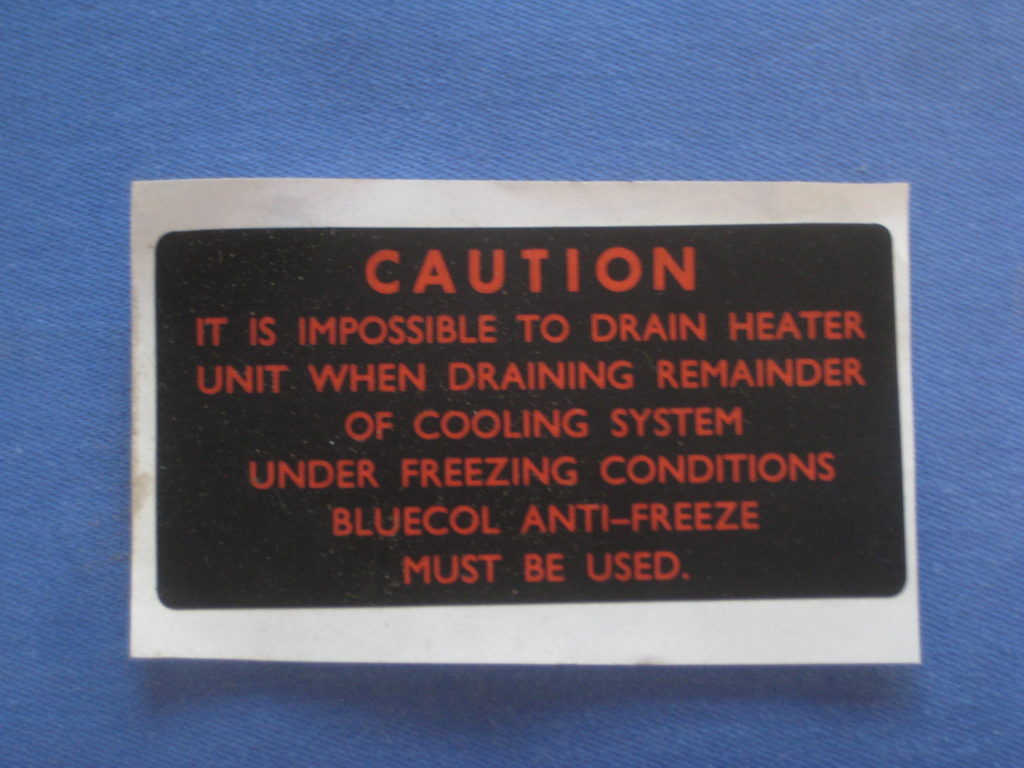 CAUTION
IT IS IMPOSSIBLE TO DRAIN HEATER
UNIT WHEN DRAINING REMAINDER
OF COOLING SYSTEM
UNDER FREEZING CONDITIONS
BLUECOL ANTI-FREEZE
MUST BE USED.